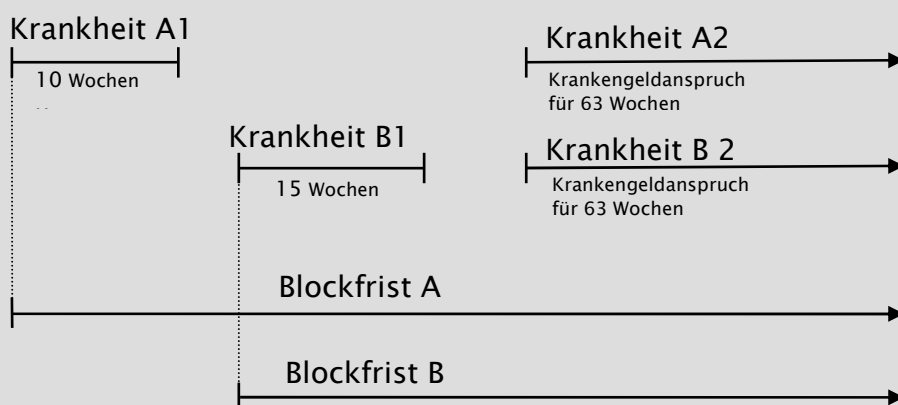 Krankheit A1
10 Wochen
Krankheit A2
Krankengeldanspruch
für 63 Wochen
Krankheit B1
15 Wochen
Krankheit B 2
Krankengeldanspruch
für 63 Wochen
Blockfrist A
Blockfrist B